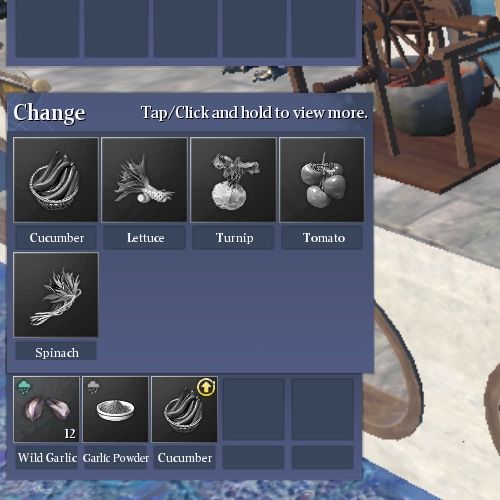 Change
Tap/Click and hold to view more.
Cucumber
Lettuce
Turnip
Tomato
Spinach
12
Wild Garlic
Garlic Powder
Cucumber